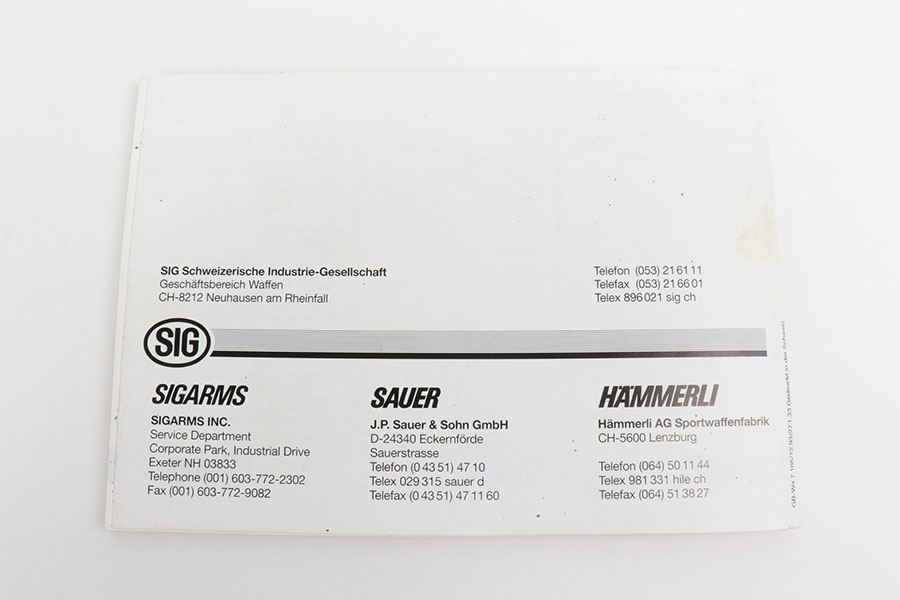 SIG Schweizerische Industrie-Gesellschaft
Geschäftsbereich Waffen
CH-8212 Neuhausen am Rheinfall
Telefon (053) 21 61 11
Telefax (053) 21 66 01
Telex 896 021 sig ch
SIG
SIGARMS
SIGARMS INC.
Service Department
Corporate Park, Industrial Drive
Exeter NH 03833
Telephone (001) 603-772-2302
Fax (001) 603-772-9082
SAUER
J.P. Sauer & Sohn GmbH
D-24340 Eckernförde
Sauerstrasse
Telefon (0 43 51) 47 10
Telex 029 315 sauer d
Telefax (0 43 51) 47 11 60
HÄMMERLI
Hämmerli AG Sportwaffenfabrik
CH-5600 Lenzburg
Telefon (064) 50 11 44
Telex 981 331 hile ch
Telefax (064) 51 38 27
Gedruckt in der Schweiz